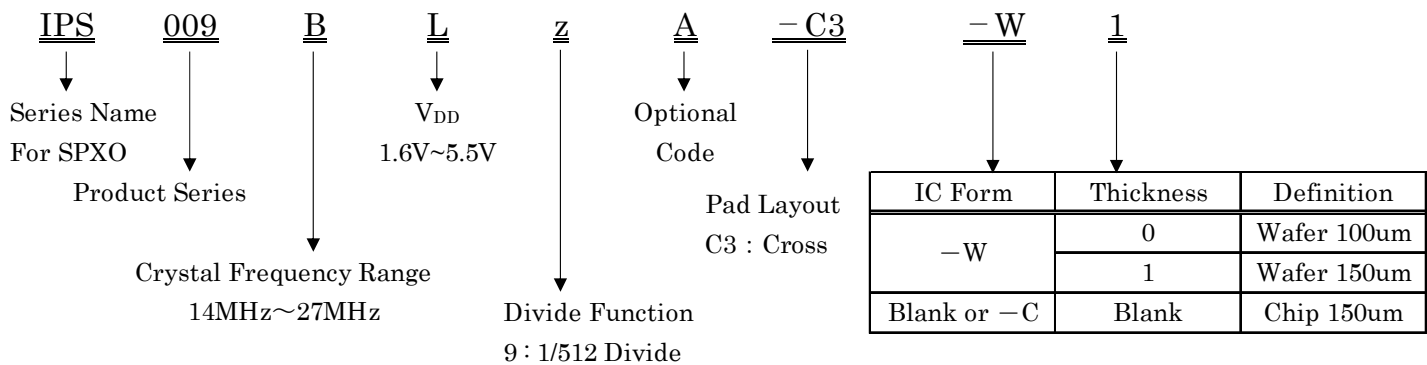 IPS 009 B L z A －C3 －W 1
Series Name
For SPXO
Product Series
Crystal Frequency Range
14MHz～27MHz
VDD
1.6V~5.5V
Divide Function
9：1/512 Divide
Optional
Code
Pad Layout
C3：Cross
IC Form Thickness Definition
－W 0 Wafer 100um
1 Wafer 150um
Blank or －C Blank Chip 150um